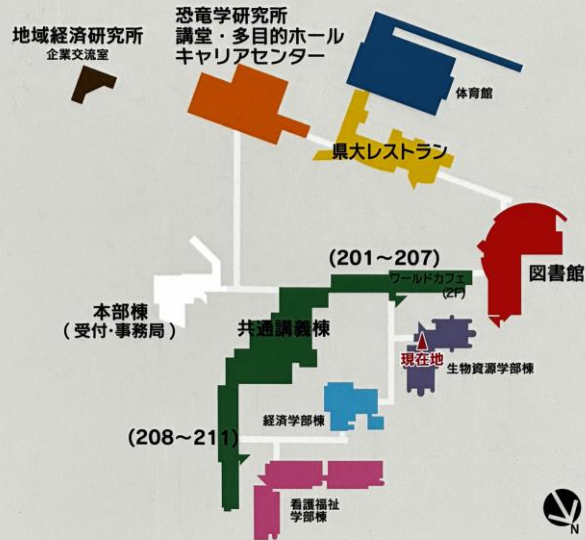 恐竜学研究所
講堂・多目的ホール
キャリアセンター
地域経済研究所
企業交流室
体育館
県大レストラン
(201～207)
ワールドカフェ
(2F)
図書館
本部棟
(受付・事務局)
共通講義棟
現在地
生物資源学部棟
経済学部棟
(208～211)
看護福祉
学部棟
N